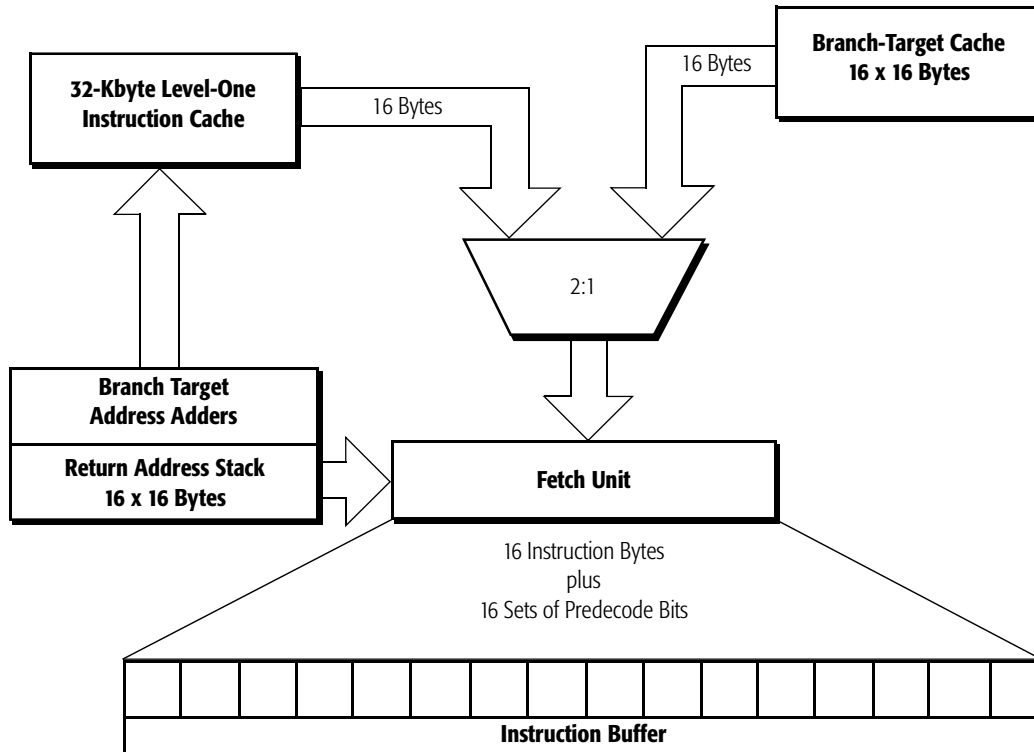 Branch-Target Cache
16 x 16 Bytes
32-Kbyte Level-One
Instruction Cache
16 Bytes
16 Bytes
2:1
Branch Target
Address Adders
Return Address Stack
16 x 16 Bytes
Fetch Unit
16 Instruction Bytes
plus
16 Sets of Predecode Bits
Instruction Buffer